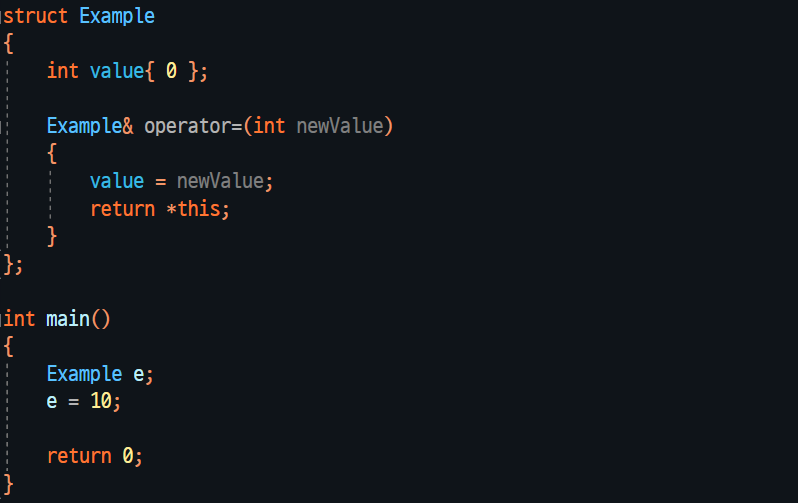 struct Example
{
    int value{ 0 };
    Example& operator=(int newValue)
    {
        value = newValue;
        return *this;
    }
};
int main()
{
    Example e;
    e = 10;
    return 0;
}